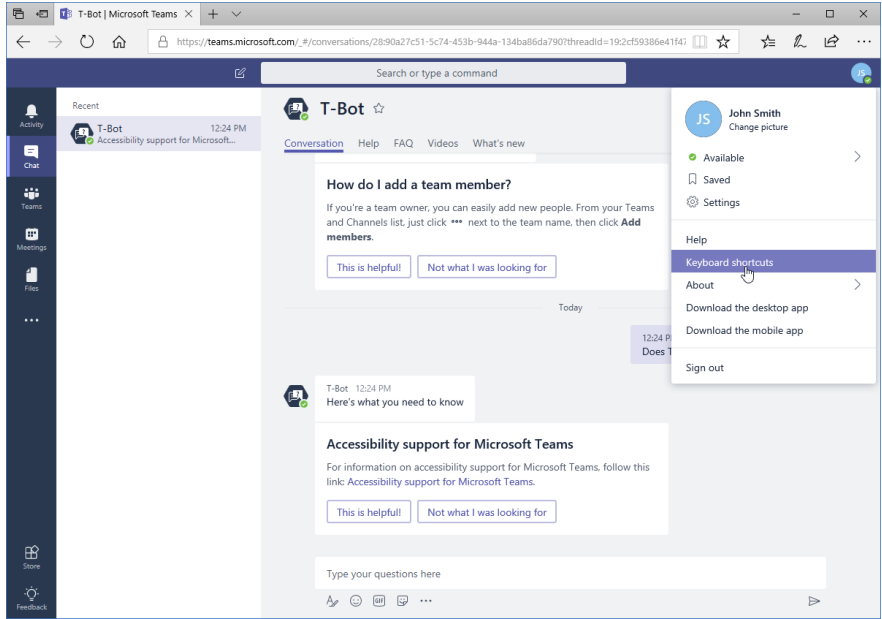 T-Bot | Microsoft Teams
https://teams.microsoft.com/_#/conversations/28:90a27c51-5c74-453b-944a-134ba86da790?threadId=19:2cf59386e41f47
Search or type a command
JS
Activity
Chat
Teams
Meetings
Files
Store
Feedback
Recent
T-Bot 12:24 PM
Accessibility support for Microsoft...
T-Bot
Conversation Help FAQ Videos What's new
How do I add a team member?
If you're a team owner, you can easily add new people. From your Teams
and Channels list, just click ••• next to the team name, then click Add
members.
This is helpful! Not what I was looking for
Today
12:24 P
Does T
T-Bot 12:24 PM
Here's what you need to know
Accessibility support for Microsoft Teams
For information on accessibility support for Microsoft Teams, follow this
link: Accessibility support for Microsoft Teams.
This is helpful! Not what I was looking for
Type your questions here
GIF
JS
John Smith
Change picture
Available
Saved
Settings
Help
Keyboard shortcuts
About
Download the desktop app
Download the mobile app
Sign out